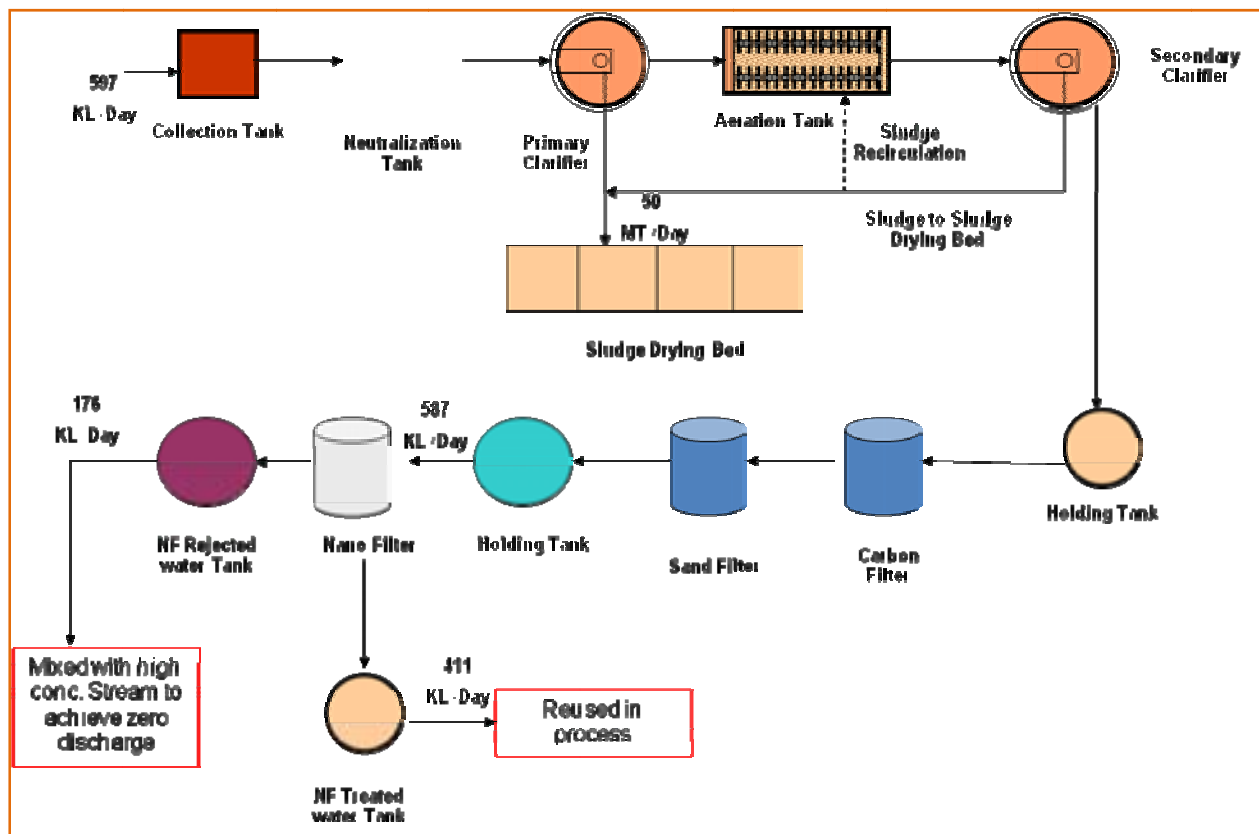 597
KL /Day
Collection Tank
Neutralization
Tank
Primary
Clarifier
Aeration Tank
Sludge
Recirculation
Secondary
Clarifier
50
MT /Day
Sludge to Sludge
Drying Bed
Sludge Drying Bed
176
KL /Day
587
KL /Day
NF Rejected
water Tank
Nano Filter
Holding Tank
Sand Filter
Carbon
Filter
Holding Tank
Mixed with high
conc. Stream to
achieve zero
discharge
411
KL /Day
Reused in
process
NF Treated
water Tank